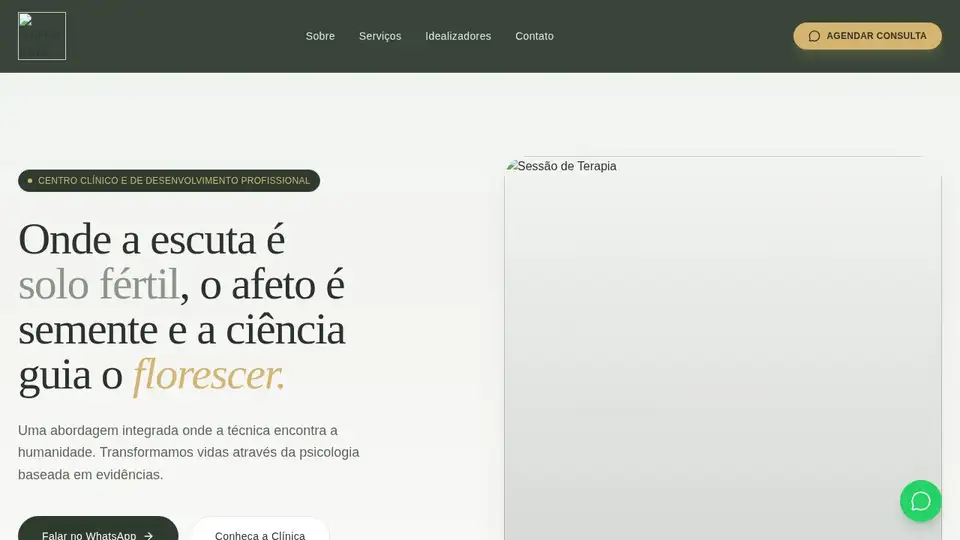 Sobre
Serviços
Idealizadores
Contato
AGENDAR CONSULTA
CENTRO CLÍNICO E DE DESENVOLVIMENTO PROFISSIONAL
Sessão de Terapia
Onde a escuta é
solo fértil, o afeto é
semente e a ciência
guia o florescer.
Uma abordagem integrada onde a técnica encontra a
humanidade. Transformamos vidas através da psicologia
baseada em evidências.
Falar no WhatsApp
Conheça a Clínica